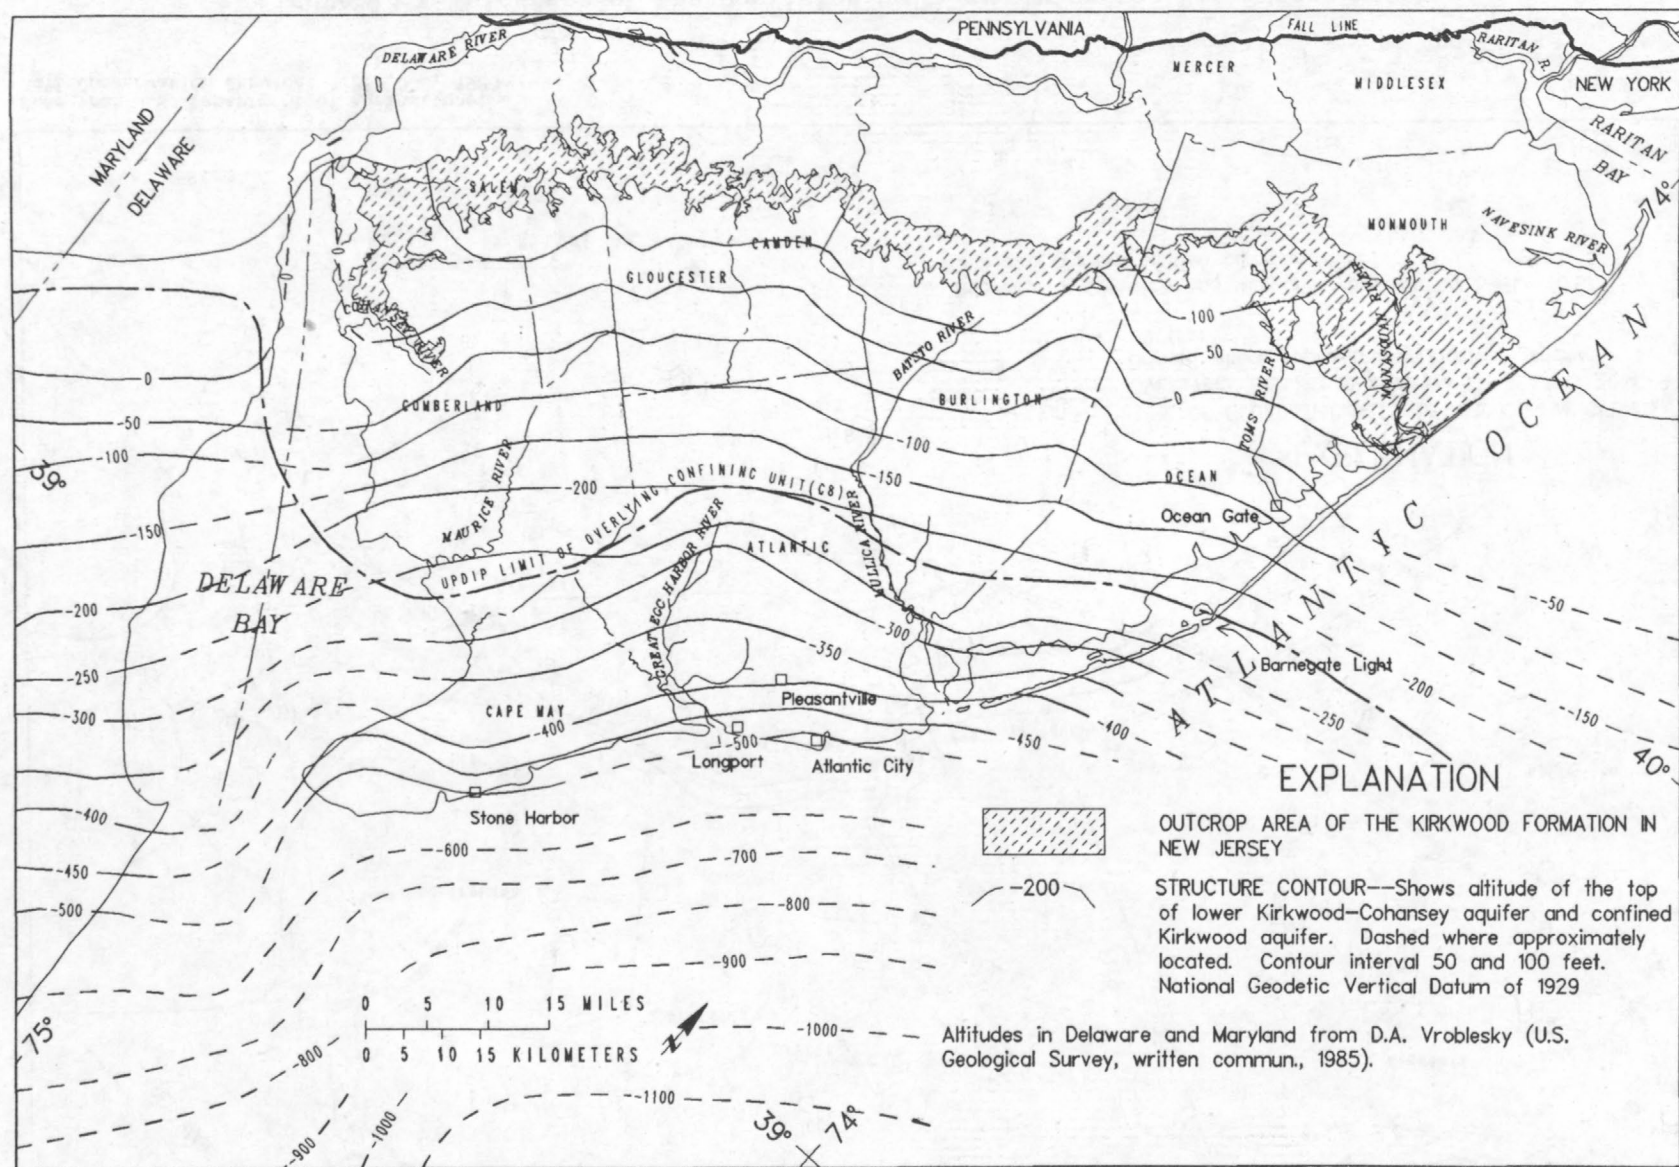 PENNSYLVANIA
FALL LINE
DELAWARE RIVER
RARITAN R.
MERCER
MIDDLESEX
NEW YORK
MARYLAND
DELAWARE
RARITAN
BAY
74°
SALEM
MONMOUTH
NAVESINK RIVER
CAMDEN
GLOUCESTER
COHANSEY RIVER
BATSTO RIVER
MANASQUAN RIVER
100
50
0
0
TOMS RIVER
CUMBERLAND
BURLINGTON
-50
-100
-100
-150
39°
OCEAN
-200
UPDIP LIMIT OF OVERLYING CONFINING UNIT(C8)
Ocean Gate
MAURICE RIVER
-150
MULLICA RIVER
ATLANTIC
GREAT EGG HARBOR RIVER
DELAWARE
BAY
-200
-50
-300
-350
ATLANTIC OCEAN
Barnegate Light
-250
-200
Pleasantville
-300
CAPE MAY
-400
-150
-250
-400
-450
-500
Longport
Atlantic City
40°
Stone Harbor
-400
-600
-700
-450
-500
-800
-900
-1000
-800
-1100
-900
-1000
75°
39°
74°
EXPLANATION
OUTCROP AREA OF THE KIRKWOOD FORMATION IN
NEW JERSEY
-200
STRUCTURE CONTOUR--Shows altitude of the top
of lower Kirkwood-Cohansey aquifer and confined
Kirkwood aquifer. Dashed where approximately
located. Contour interval 50 and 100 feet.
National Geodetic Vertical Datum of 1929
0 5 10 15 MILES
0 5 10 15 KILOMETERS
N
Altitudes in Delaware and Maryland from D.A. Vroblesky (U.S.
Geological Survey, written commun., 1985).